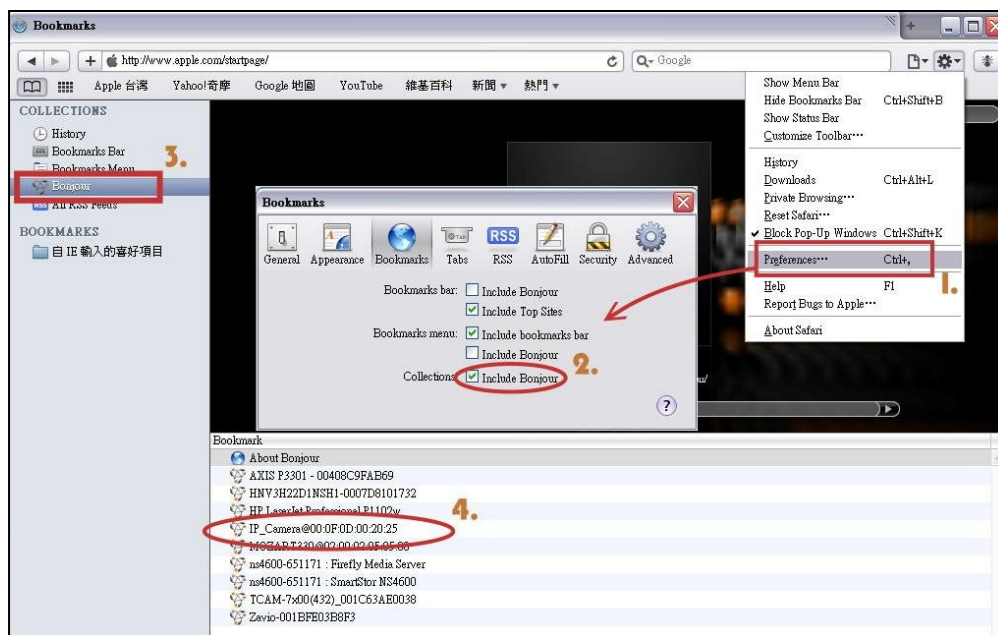 Bookmarks
http://www.apple.com/startpage/
Google
Apple 台灣 Yahoo!奇摩 Google 地圖 YouTube 維基百科 新聞 熱門
COLLECTIONS
History
Bookmarks Bar
Bookmarks Menu
Bonjour
All RSS Feeds
BOOKMARKS
自 IE 輸入的喜好項目
3.
Show Menu Bar
Hide Bookmarks Bar Ctrl+Shift+B
Show Status Bar
Customize Toolbar...
History
Downloads Ctrl+Alt+L
Private Browsing...
Reset Safari...
Block Pop-Up Windows Ctrl+Shift+K
Preferences... Ctrl+,
1.
Help F1
Report Bugs to Apple...
About Safari
Bookmarks
General Appearance Bookmarks Tabs RSS AutoFill Security Advanced
Bookmarks bar: Include Bonjour
Include Top Sites
Bookmarks menu: Include bookmarks bar
Include Bonjour
2.
Collections: Include Bonjour
?
Bookmark
About Bonjour
AXIS P3301 - 00408C9FAB69
HNV3H22D1NSH1-0007D8101732
HP LaserJet Professional P1102w
4.
IP_Camera@00:0F:0D:00:20:25
ns4600-651171 : Firefly Media Server
ns4600-651171 : SmartStor NS4600
TCAM-7x00(432)_001C63AE0038
Zavio-001BFE03B8F3